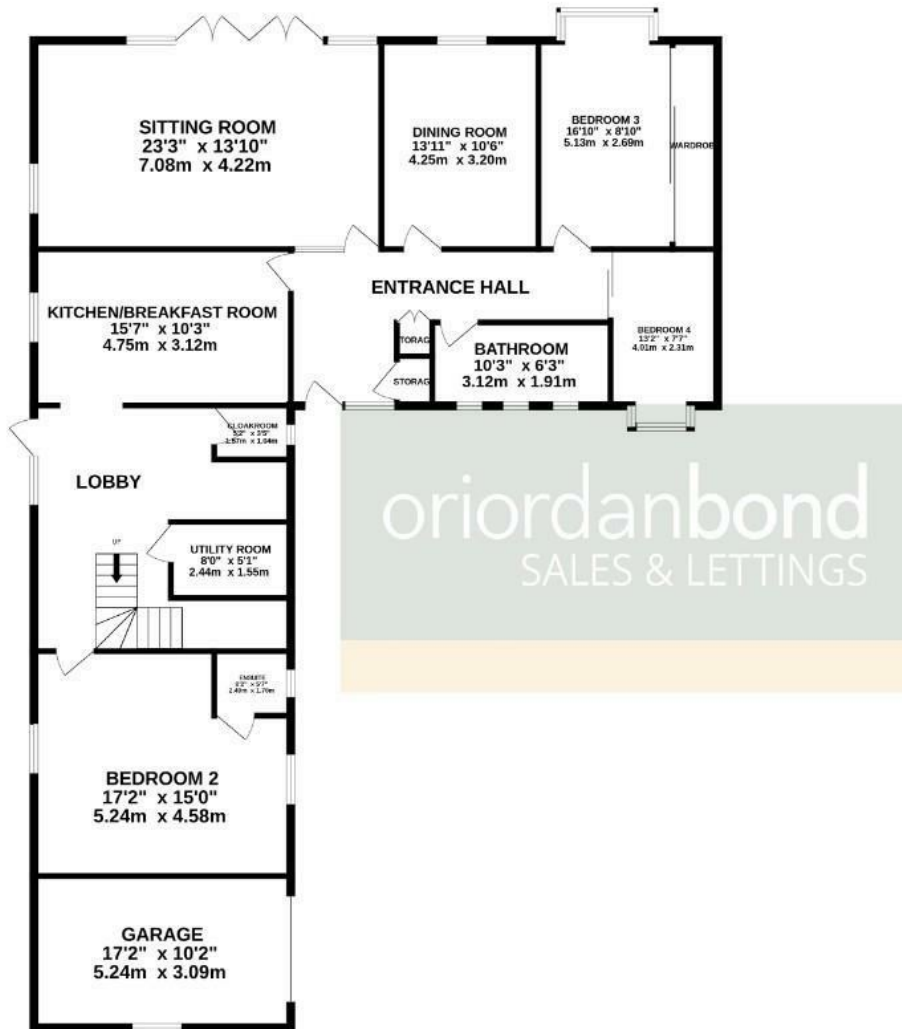 SITTING ROOM
23'3" x 13'10"
7.08m x 4.22m
DINING ROOM
13'11" x 10'6"
4.25m x 3.20m
BEDROOM 3
16'10" x 8'10"
5.13m x 2.69m
WARDROB
KITCHEN/BREAKFAST ROOM
15'7" x 10'3"
4.75m x 3.12m
ENTRANCE HALL
BEDROOM 4
13'2" x 7'7"
4.01m x 2.31m
TORAG
STORAG
BATHROOM
10'3" x 6'3"
3.12m x 1.91m
CLOAKROOM
LOBBY
UP
UTILITY ROOM
8'0" x 5'1"
2.44m x 1.55m
ENSUITE
BEDROOM 2
17'2" x 15'0"
5.24m x 4.58m
GARAGE
17'2" x 10'2"
5.24m x 3.09m
oriordanbond
SALES & LETTINGS